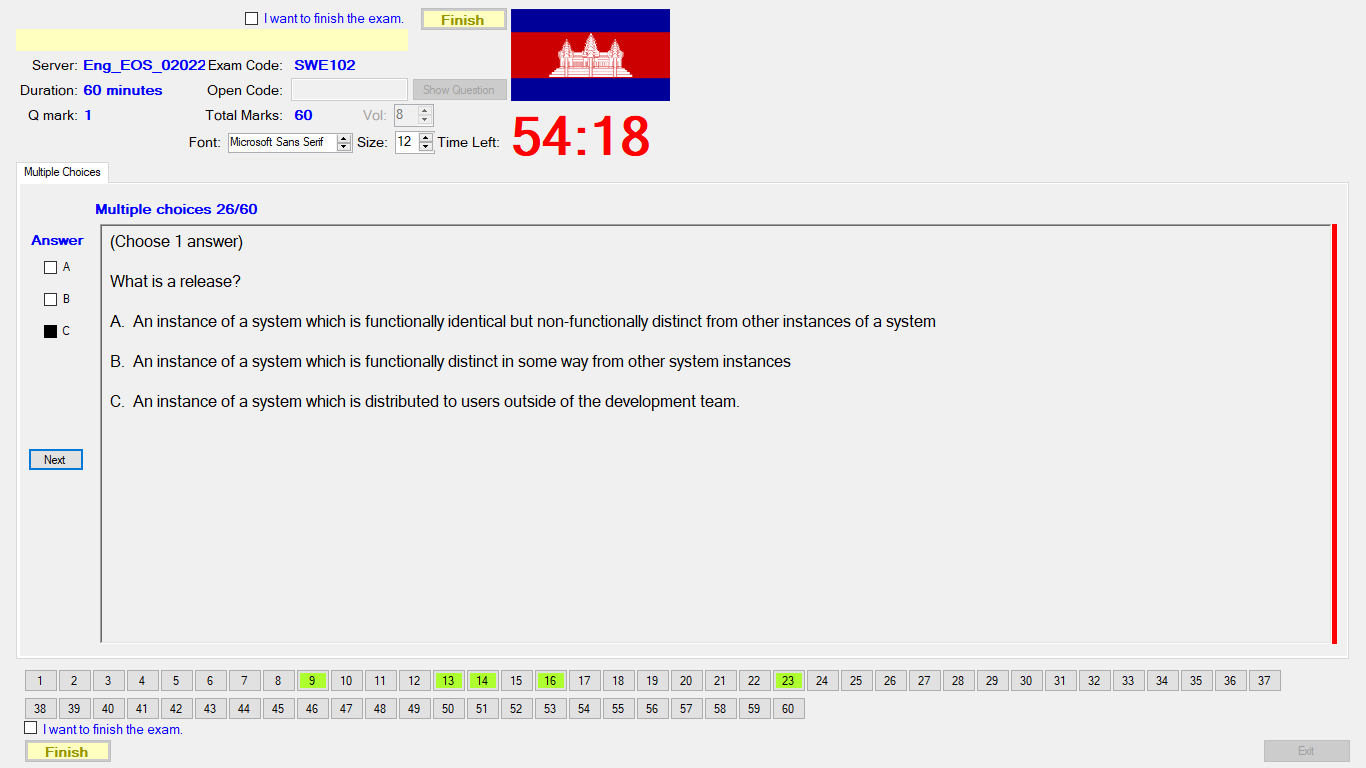 I want to finish the exam. Finish
Server: Eng_EOS_02022 Exam Code: SWE102
Duration: 60 minutes Open Code: Show Question
Q mark: 1 Total Marks: 60 Vol: 8
Font: Microsoft Sans Serif Size: 12 Time Left: 54:18
Multiple Choices
Multiple choices 26/60
Answer
A
B
C
(Choose 1 answer)
What is a release?
A. An instance of a system which is functionally identical but non-functionally distinct from other instances of a system
B. An instance of a system which is functionally distinct in some way from other system instances
C. An instance of a system which is distributed to users outside of the development team.
Next
1 2 3 4 5 6 7 8 9 10 11 12 13 14 15 16 17 18 19 20 21 22 23 24 25 26 27 28 29 30 31 32 33 34 35 36 37
38 39 40 41 42 43 44 45 46 47 48 49 50 51 52 53 54 55 56 57 58 59 60
I want to finish the exam.
Finish
Exit